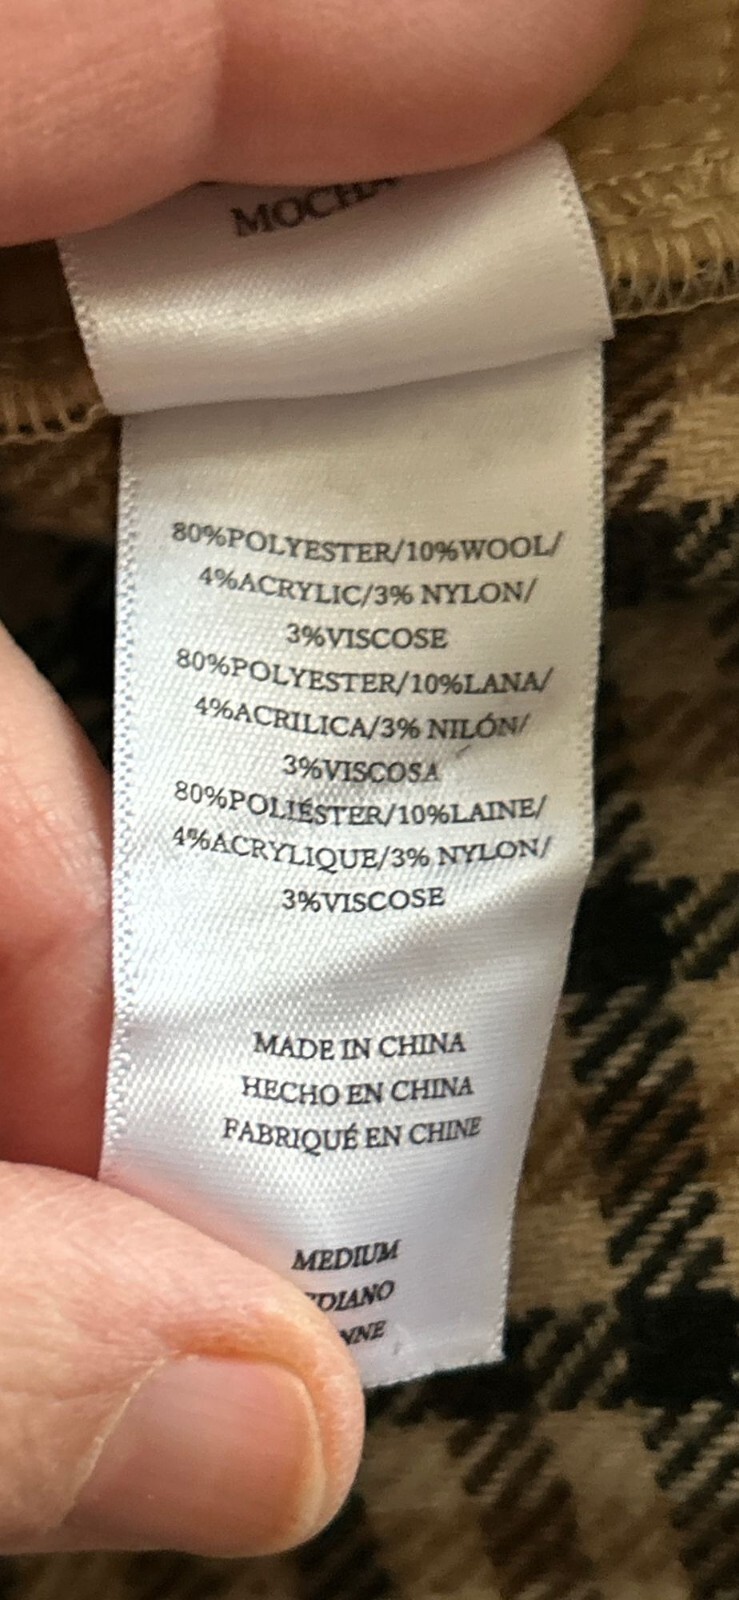 MOCHA
80%POLYESTER/10%WOOL/
4%ACRYLIC/3% NYLON/
3%VISCOSE
80%POLYESTER/10%LANA/
4%ACRILICA/3% NILÓN/
3%VISCOSA
80%POLIÉSTER/10%LAINE/
4%ACRYLIQUE/3% NYLON/
3%VISCOSE
MADE IN CHINA
HECHO EN CHINA
FABRIQUÉ EN CHINE
MEDIUM